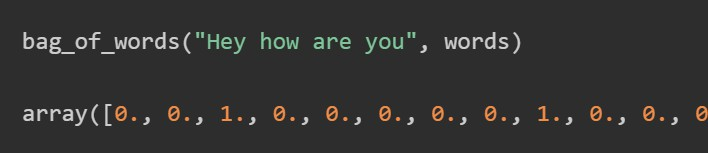 bag_of_words("Hey how are you", words)
array([0., 0., 1., 0., 0., 0., 0., 0., 1., 0., 0., 0